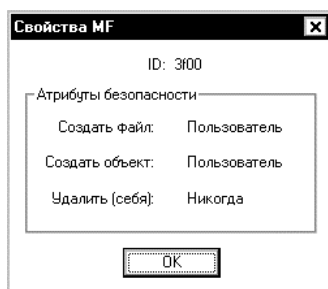 Свойства MF
ID: 3f00
Атрибуты безопасности
Создать файл: Пользователь
Создать объект: Пользователь
Удалить (себя): Никогда
OK